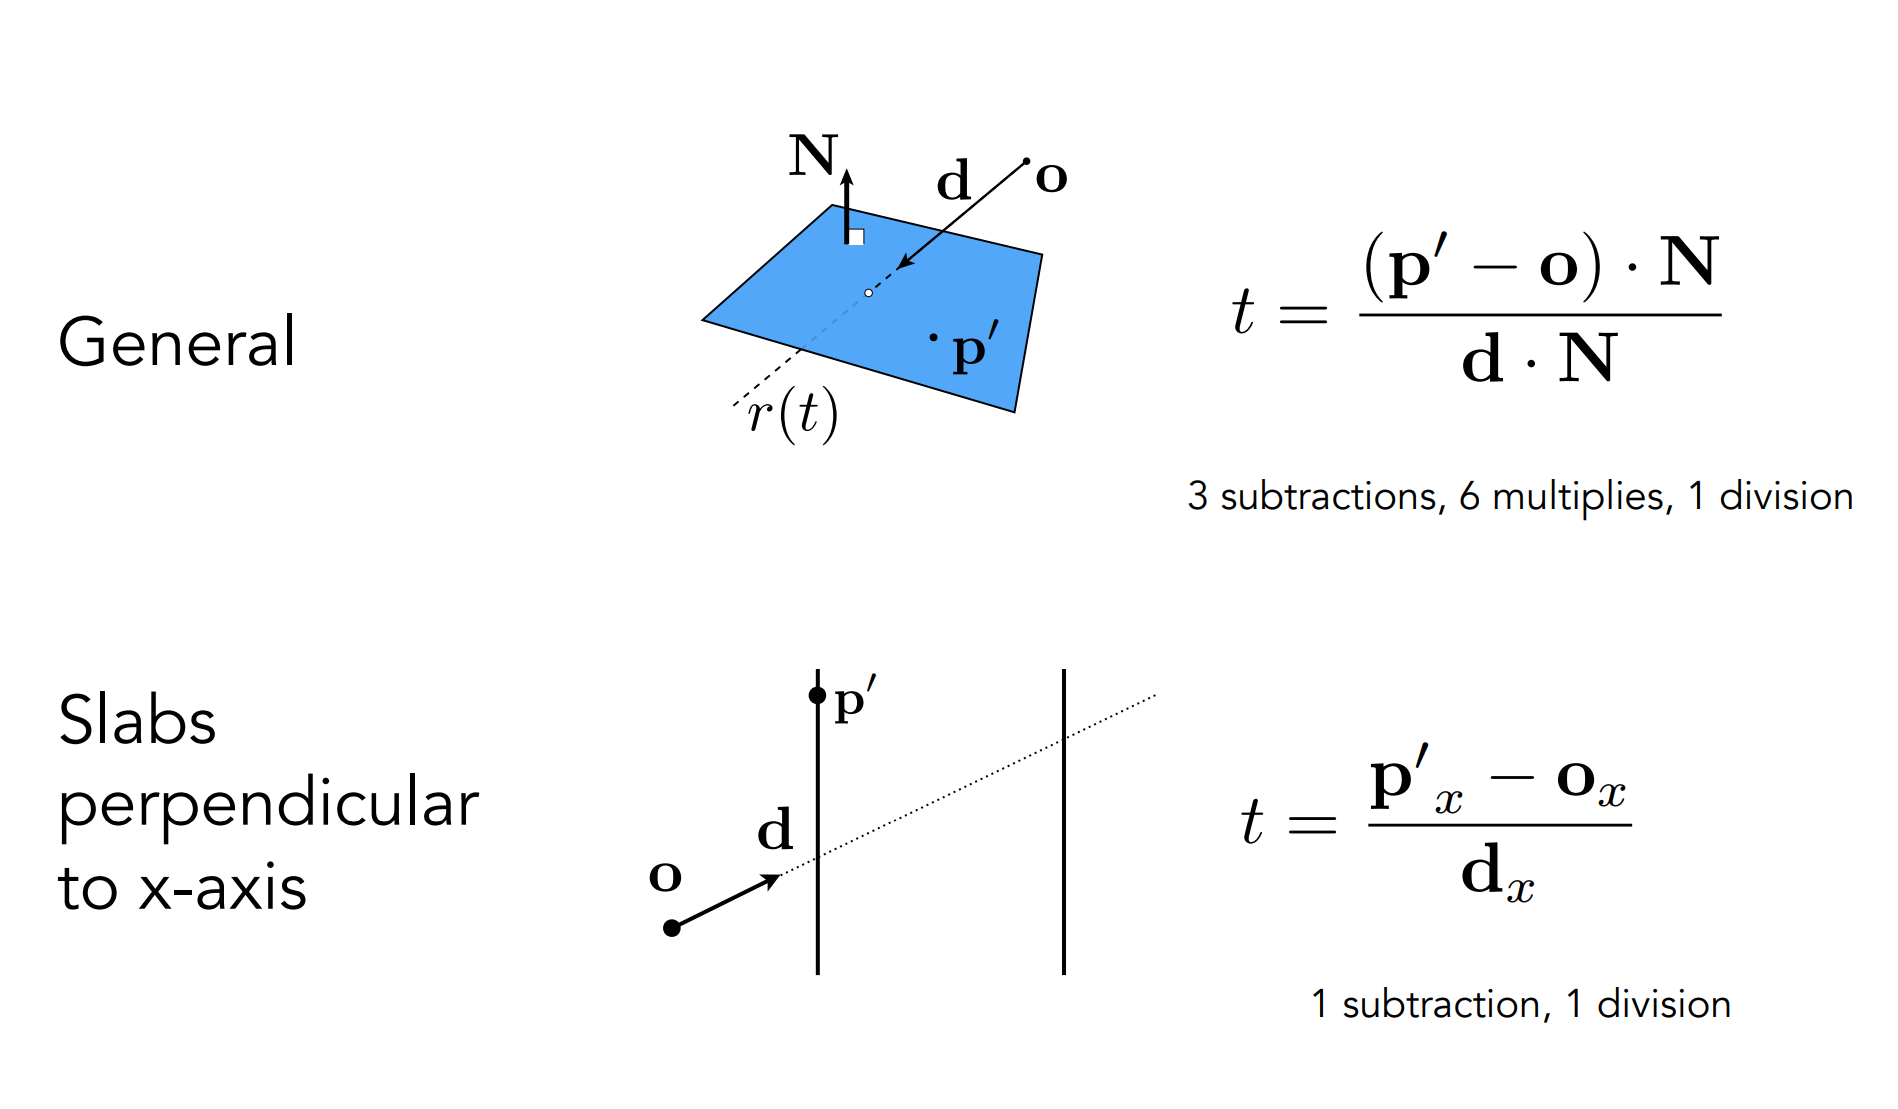 General
N
d
o
p′
r(t)
t = (p′ − o) · N / d · N
3 subtractions, 6 multiplies, 1 division
Slabs
perpendicular
to x-axis
p′
d
o
t = p′ₓ − oₓ / dₓ
1 subtraction, 1 division